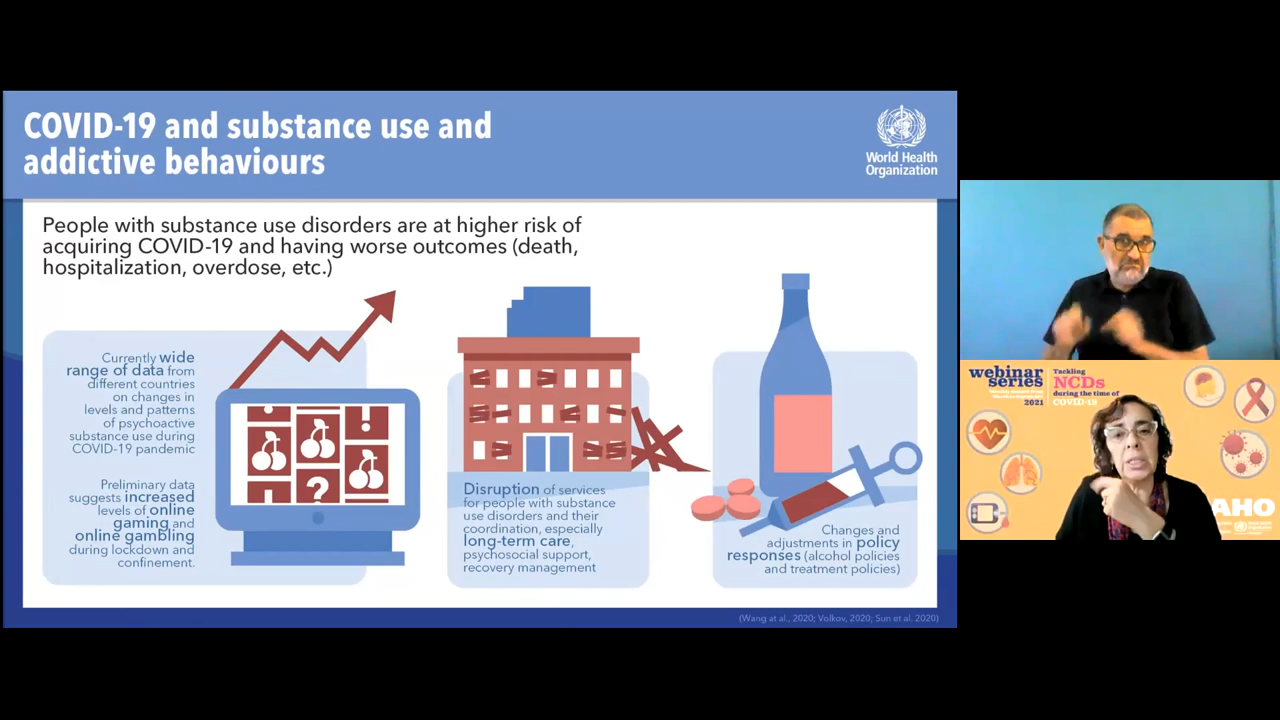 COVID-19 and substance use and
addictive behaviours
World Health
Organization
People with substance use disorders are at higher risk of
acquiring COVID-19 and having worse outcomes (death,
hospitalization, overdose, etc.)
Currently wide
range of data from
different countries
on changes in
levels and patterns
of psychoactive
substance use during
COVID-19 pandemic
Preliminary data
suggests increased
levels of online
gaming and
online gambling
during lockdown and
confinement.
!
?
Disruption of services
for people with substance
use disorders and their
coordination, especially
long-term care,
psychosocial support,
recovery management
Changes and
adjustments in policy
responses (alcohol policies
and treatment policies)
(Wang at al., 2020; Volkov, 2020; Sun et al. 2020)
webinar
series
2021
Tackling
NCDs
during the time of
COVID-19
AHO